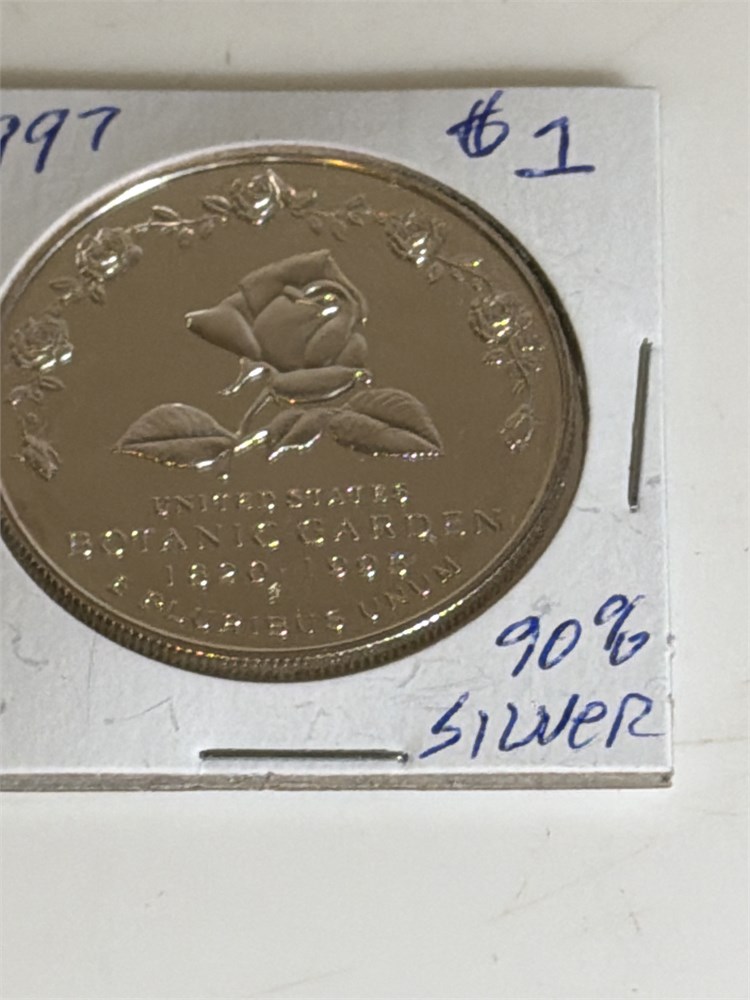 997 $1
UNITED STATES
BOTANIC GARDEN
1820 · 1995
E PLURIBUS UNUM
90%
SILVER